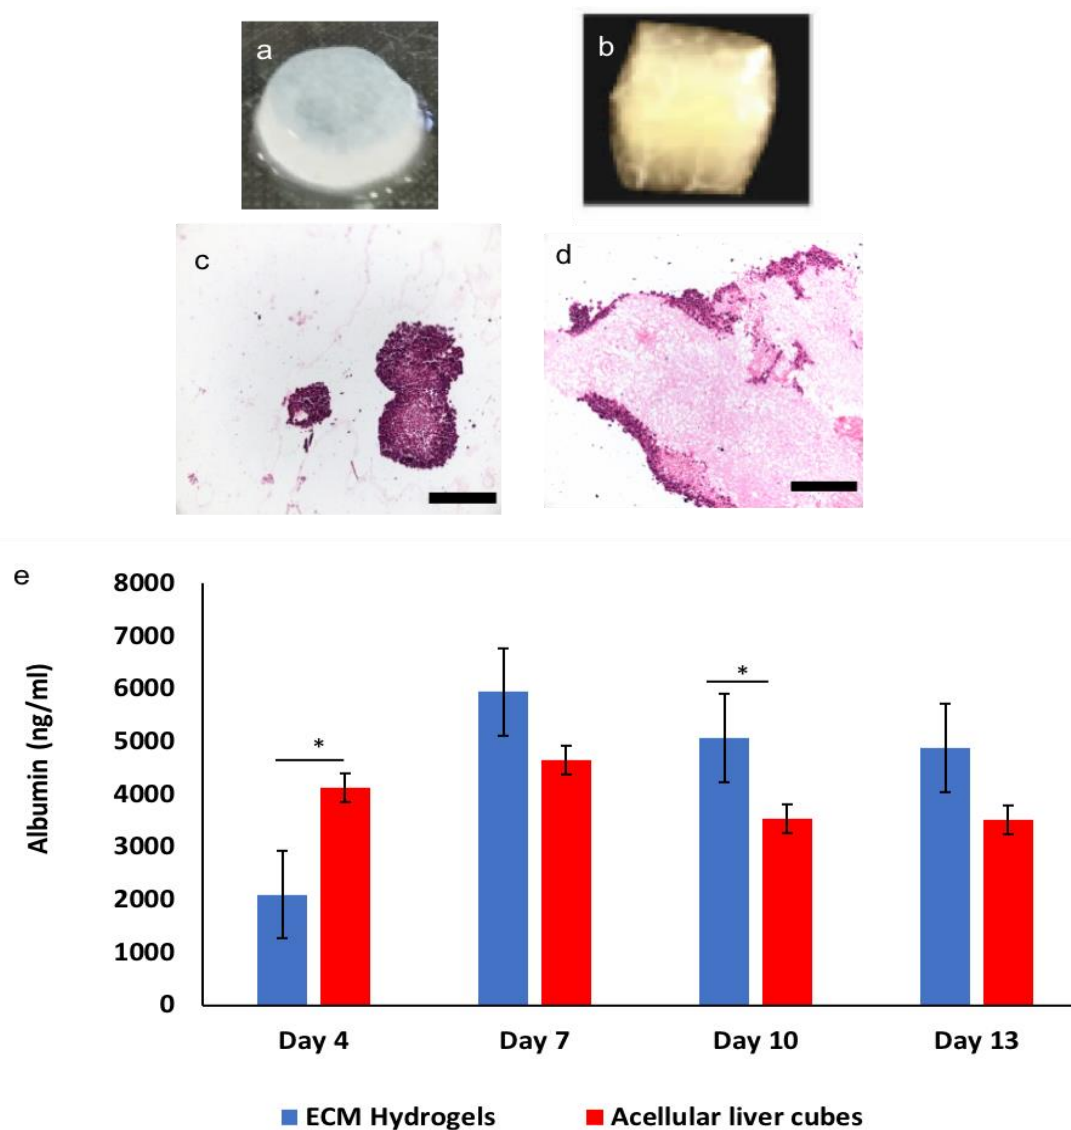 a
b
c
d
e
8000
7000
6000
5000
4000
3000
2000
1000
0
Albumin (ng/ml)
*
*
Day 4
Day 7
Day 10
Day 13
ECM Hydrogels
Acellular liver cubes